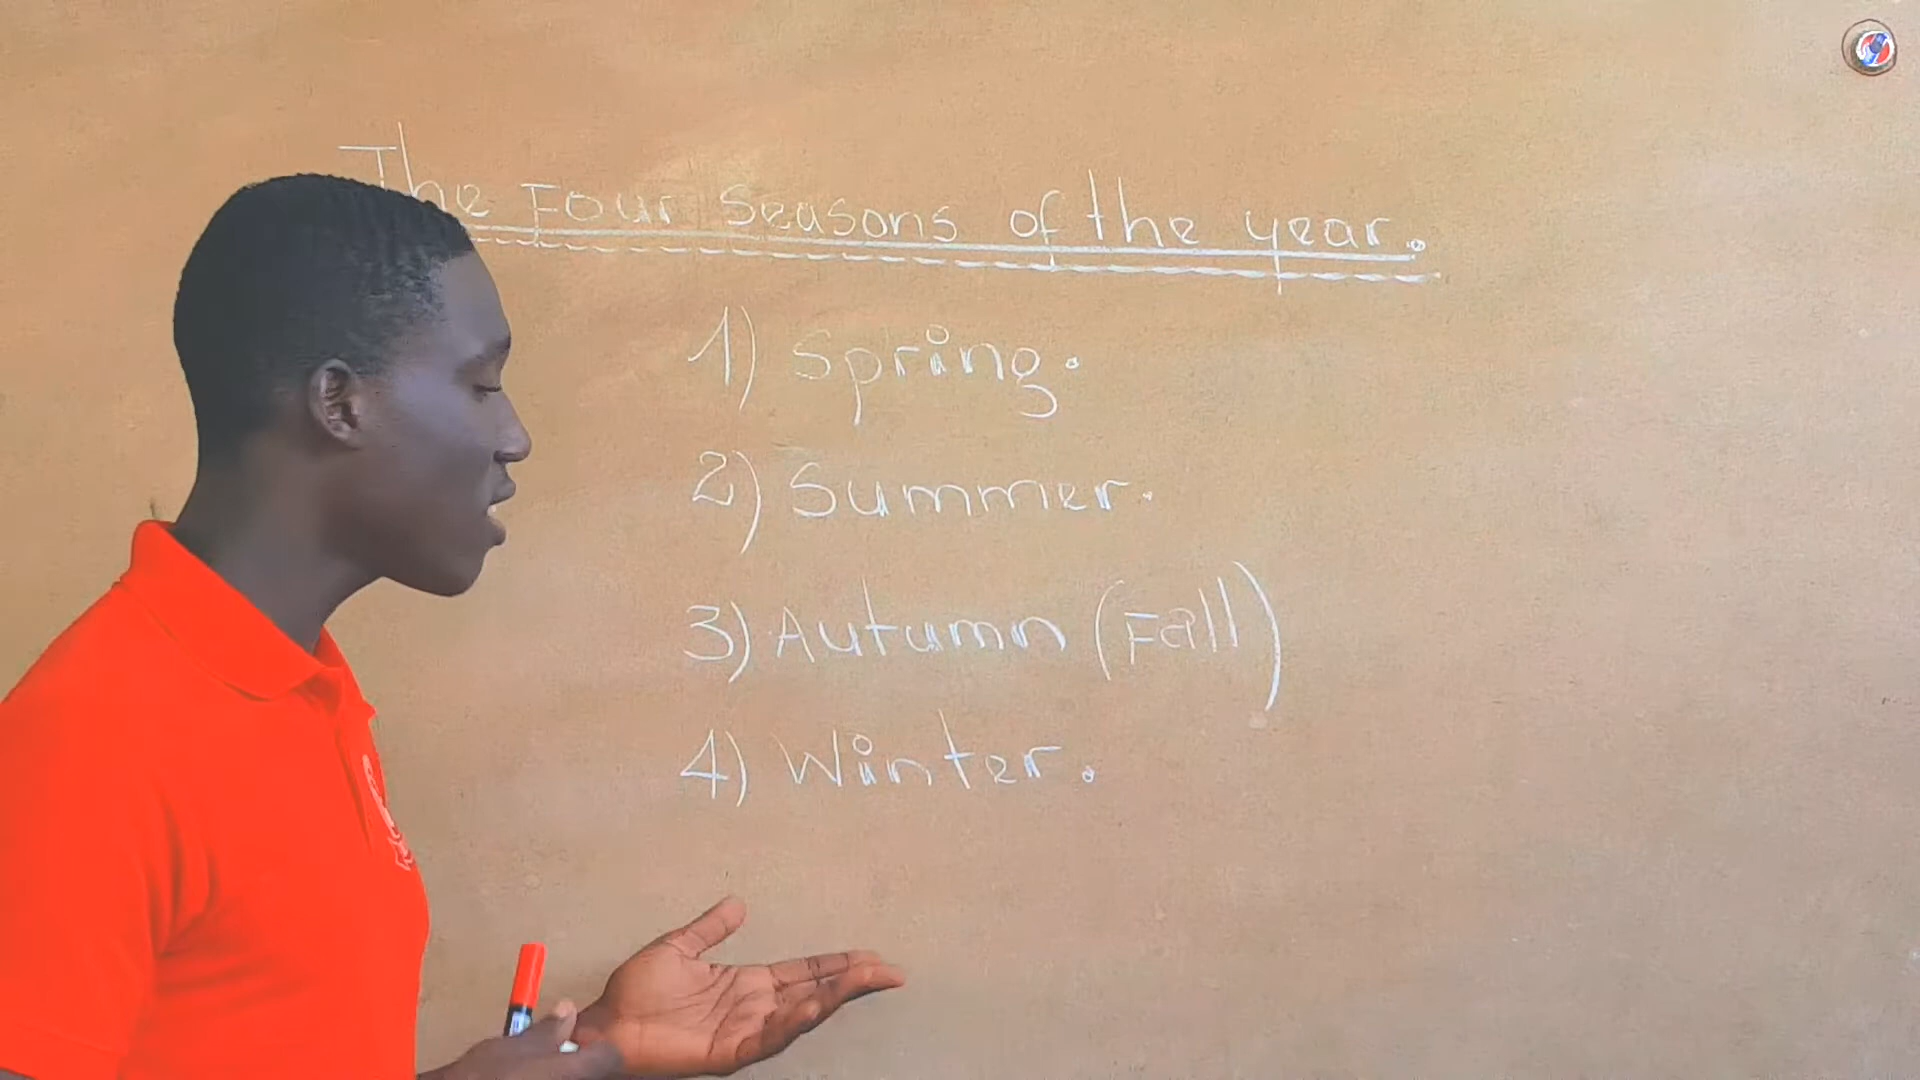 The Four Seasons of the year.
1) Spring.
2) Summer.
3) Autumn (Fall)
4) Winter.